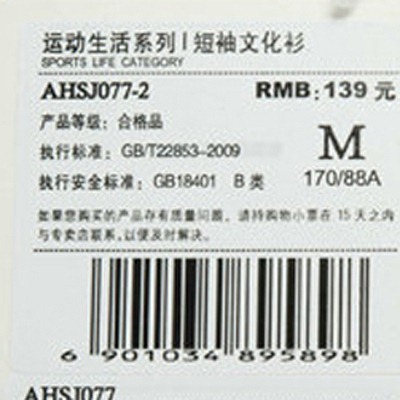 运动生活系列 | 短袖文化衫
SPORTS LIFE CATEGORY
AHSJ077-2 RMB: 139 元
产品等级: 合格品
执行标准: GB/T22853-2009
M
执行安全标准: GB18401 B 类
170/88A
如果您购买的产品存有质量问题, 请持购物小票在 15 天之内
与专卖店联系, 以便及时解决。
6 901034 895898
AHSJ077